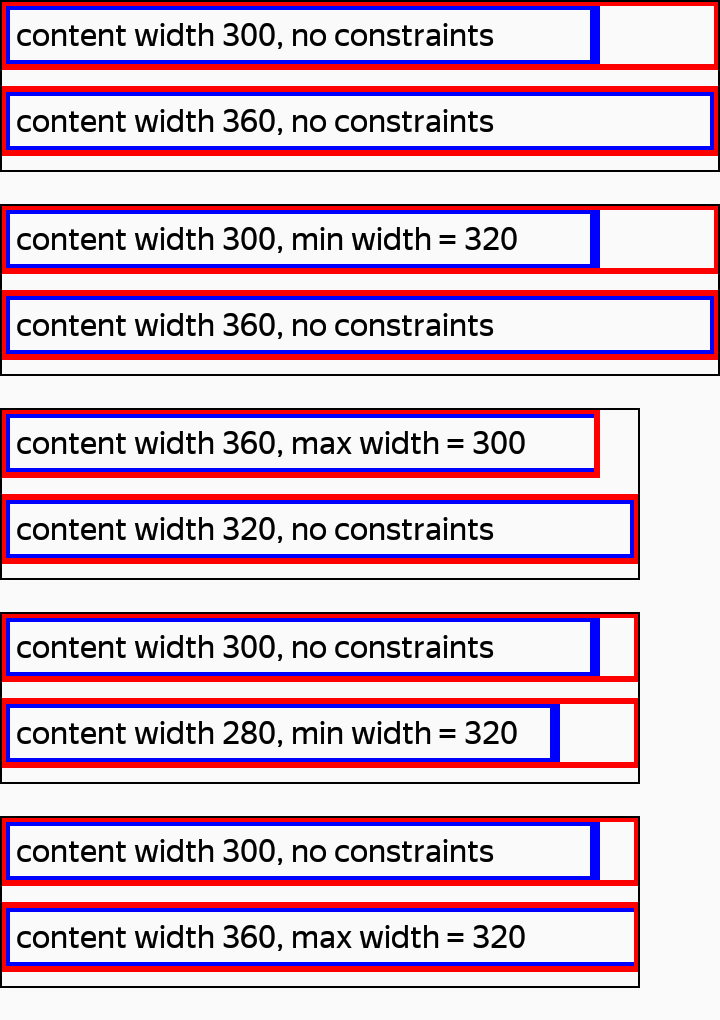 content width 300, no constraints
content width 360, no constraints
content width 300, min width = 320
content width 360, no constraints
content width 360, max width = 300
content width 320, no constraints
content width 300, no constraints
content width 280, min width = 320
content width 300, no constraints
content width 360, max width = 320